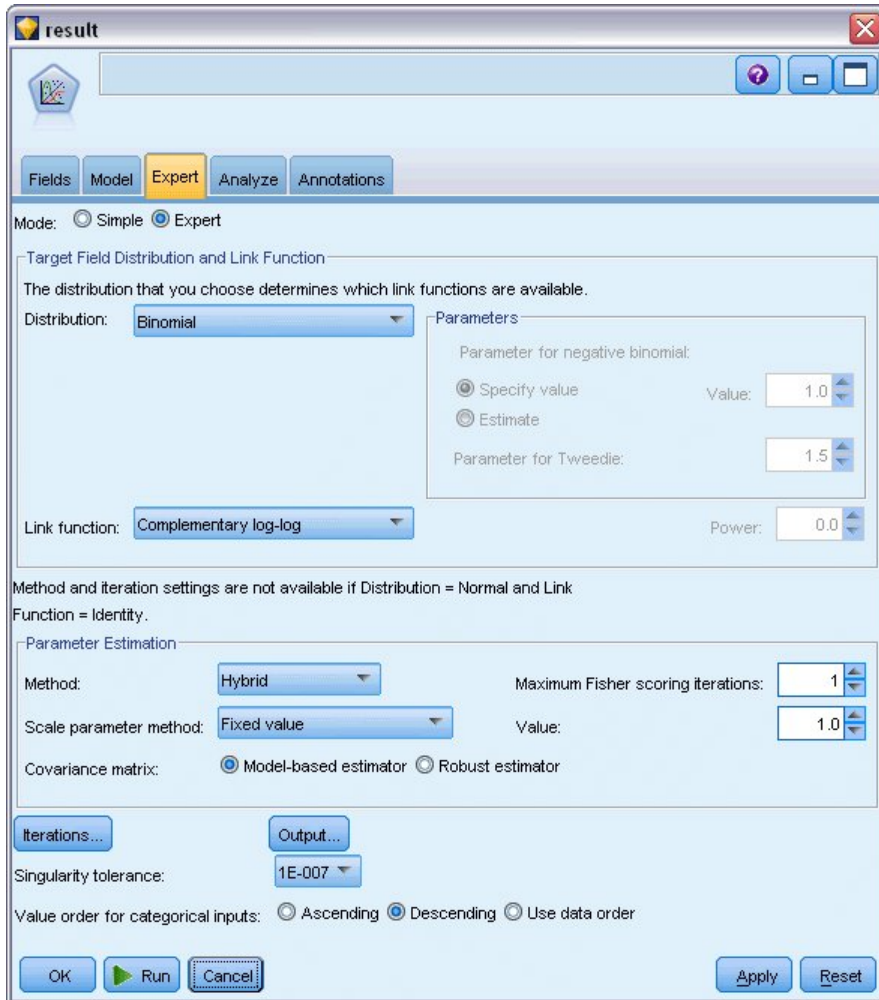 result
Fields Model Expert Analyze Annotations
Mode: Simple Expert
Target Field Distribution and Link Function
The distribution that you choose determines which link functions are available.
Distribution: Binomial
Parameters
Parameter for negative binomial:
Specify value Value: 1.0
Estimate
Parameter for Tweedie: 1.5
Link function: Complementary log-log Power: 0.0
Method and iteration settings are not available if Distribution = Normal and Link
Function = Identity.
Parameter Estimation
Method: Hybrid Maximum Fisher scoring iterations: 1
Scale parameter method: Fixed value Value: 1.0
Covariance matrix: Model-based estimator Robust estimator
Iterations... Output...
Singularity tolerance: 1E-007
Value order for categorical inputs: Ascending Descending Use data order
OK Run Cancel Apply Reset